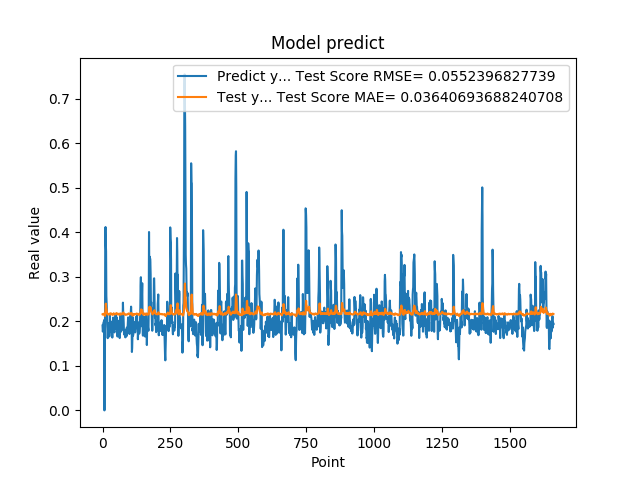 Model predict
Predict y... Test Score RMSE= 0.0552396827739
Test y... Test Score MAE= 0.03640693688240708
Real value
0.7
0.6
0.5
0.4
0.3
0.2
0.1
0.0
0 250 500 750 1000 1250 1500
Point